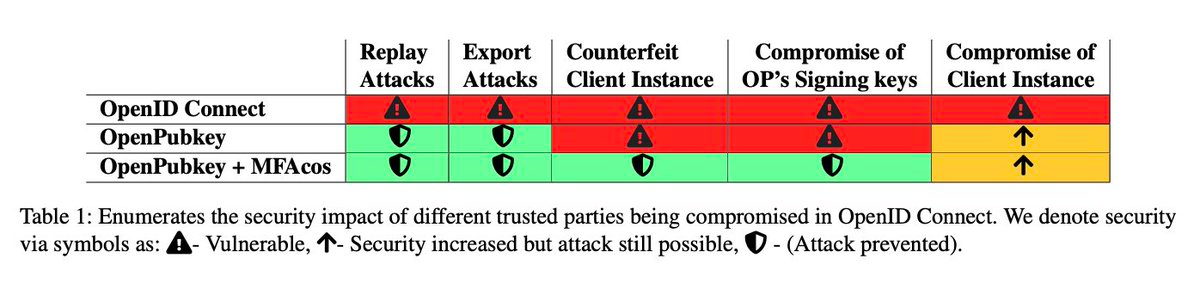 Replay Export Counterfeit Compromise of Compromise of
Attacks Attacks Client Instance OP's Signing keys Client Instance
OpenID Connect
OpenPubkey
OpenPubkey + MFAcos
Table 1: Enumerates the security impact of different trusted parties being compromised in OpenID Connect. We denote security
via symbols as: - Vulnerable, - Security increased but attack still possible, - (Attack prevented).